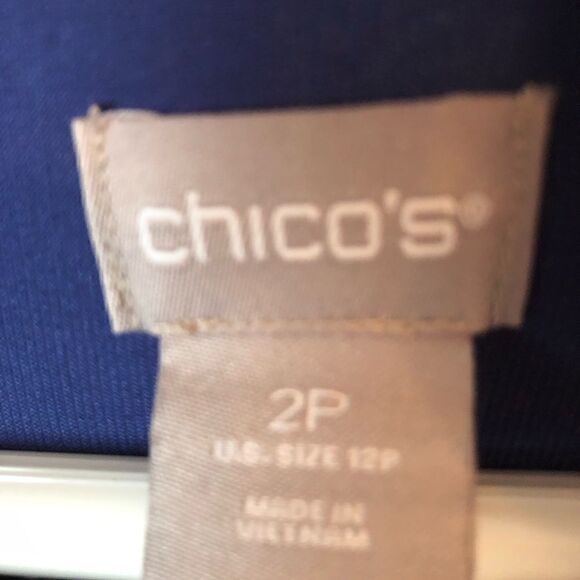 chico's®
2P
U.S. SIZE 12P
MADE IN
VIETNAM